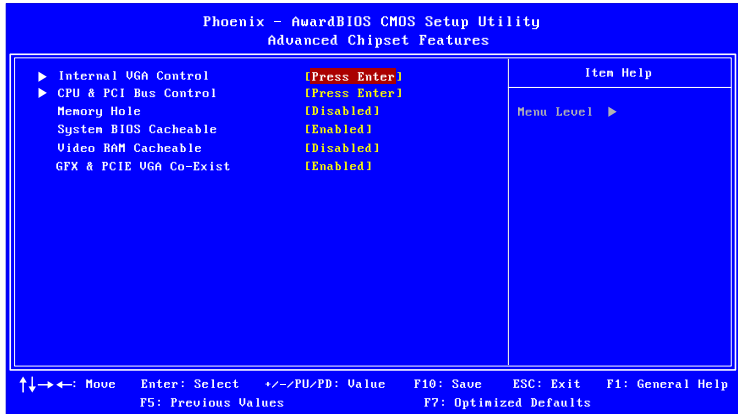 Phoenix - AwardBIOS CMOS Setup Utility
Advanced Chipset Features
▶ Internal VGA Control [Press Enter]
▶ CPU & PCI Bus Control [Press Enter]
Memory Hole [Disabled]
System BIOS Cacheable [Enabled]
Video RAM Cacheable [Disabled]
GFX & PCIE VGA Co-Exist [Enabled]
Item Help
Menu Level ▶
↑↓→←: Move Enter: Select +/-/PU/PD: Value F10: Save ESC: Exit F1: General Help
F5: Previous Values F7: Optimized Defaults